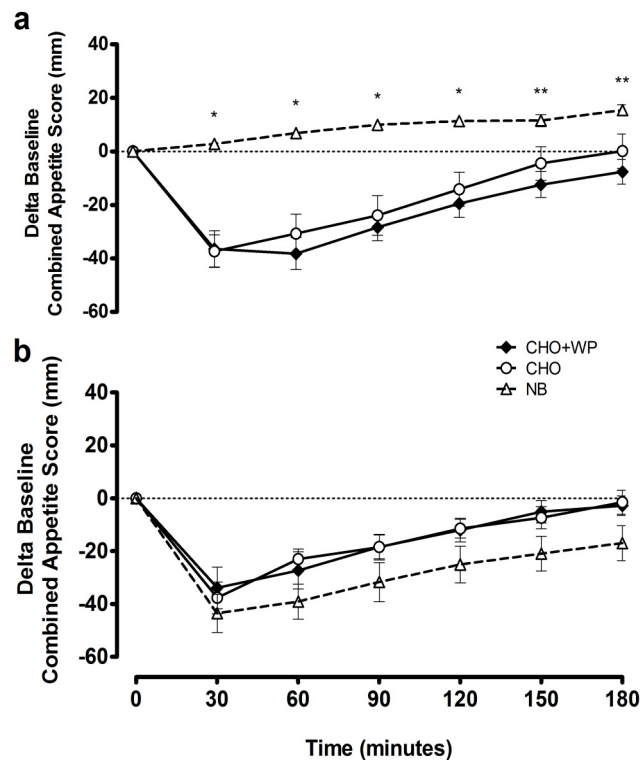 a
Delta Baseline
Combined Appetite Score (mm)
40
20
0
-20
-40
-60
* * * * ** **
b
CHO+WP
CHO
NB
Delta Baseline
Combined Appetite Score (mm)
40
20
0
-20
-40
-60
0 30 60 90 120 150 180
Time (minutes)